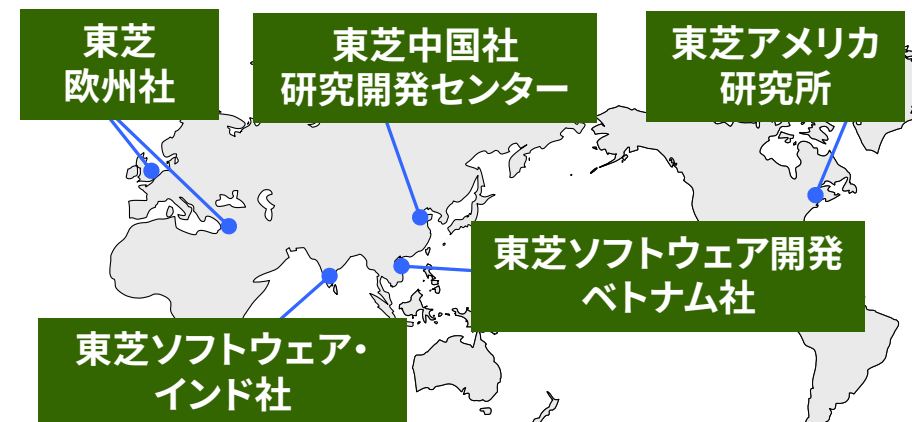 東芝
欧州社
東芝中国社
研究開発センター
東芝アメリカ
研究所
東芝ソフトウェア開発
ベトナム社
東芝ソフトウェア・
インド社